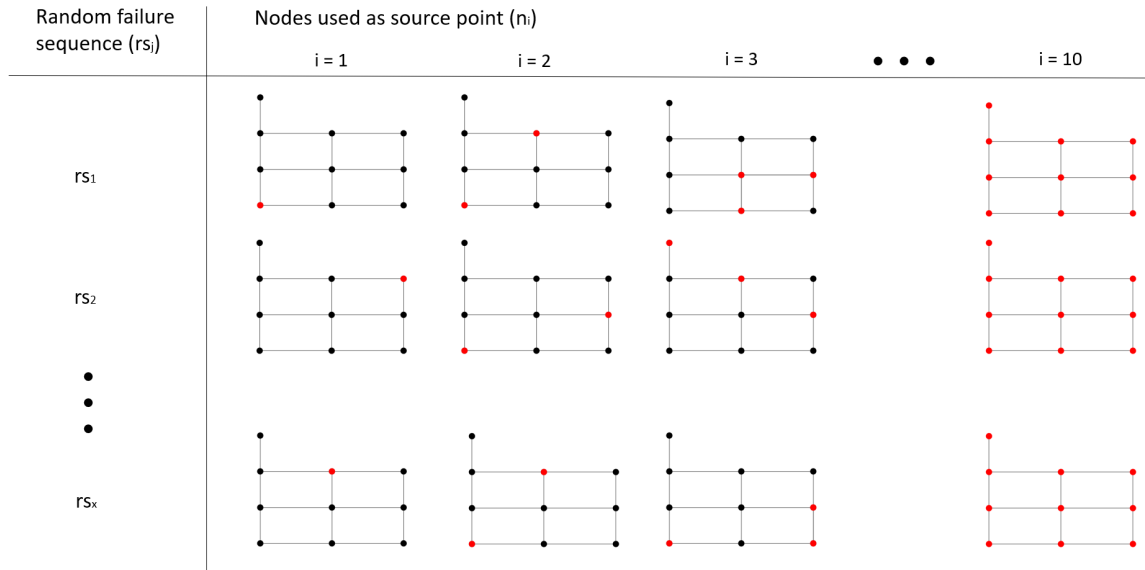 Random failure
sequence (rsⱼ)
Nodes used as source point (nᵢ)
i = 1
i = 2
i = 3
i = 10
rs₁
rs₂
rsₓ